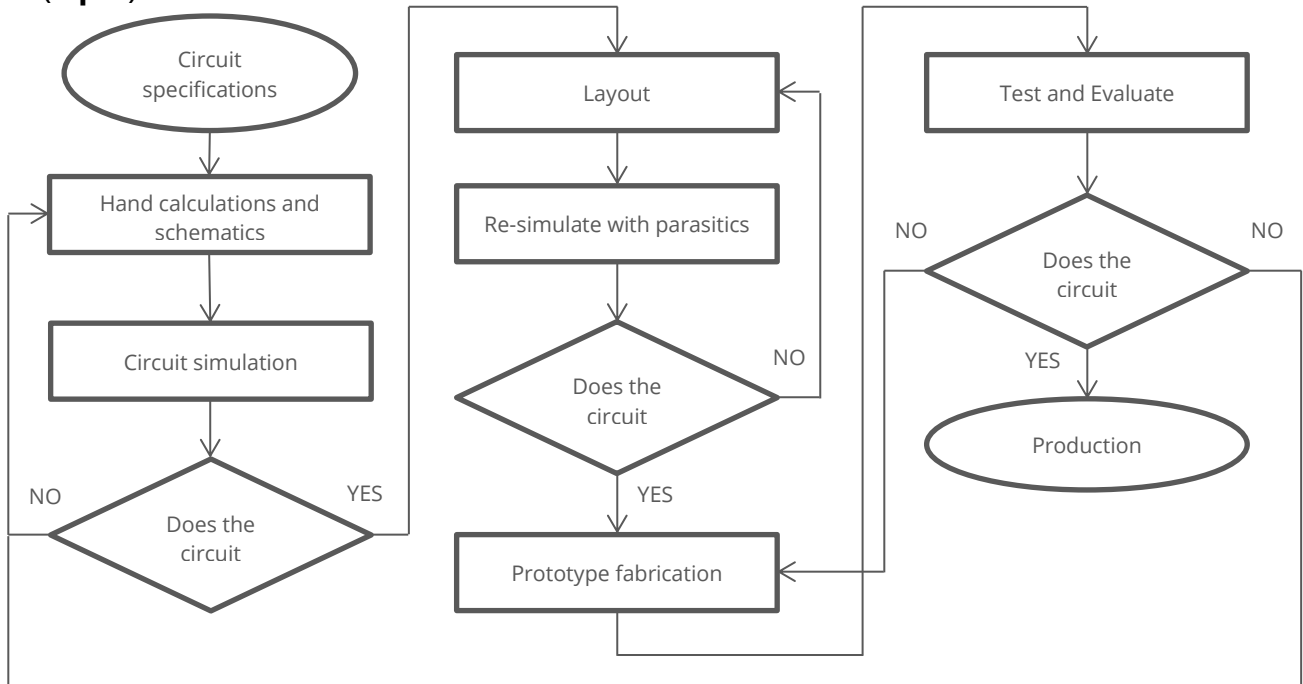 Circuit
specifications
Hand calculations and
schematics
Circuit simulation
NO
YES
Does the
circuit
Layout
Re-simulate with parasitics
NO
Does the
circuit
YES
Prototype fabrication
Test and Evaluate
NO
NO
Does the
circuit
YES
Production